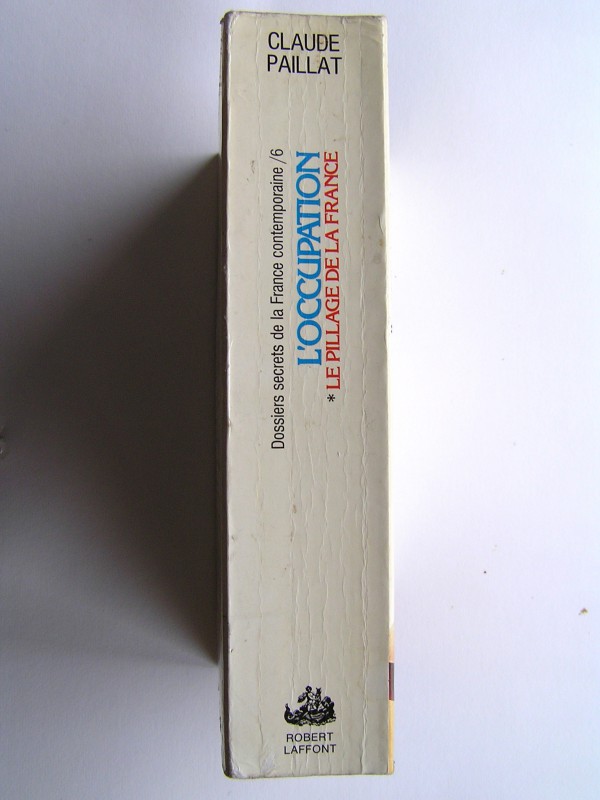 CLAUDE
PAILLAT
Dossiers secrets de la France contemporaine /6
L'OCCUPATION
* LE PILLAGE DE LA FRANCE
ROBERT
LAFFONT